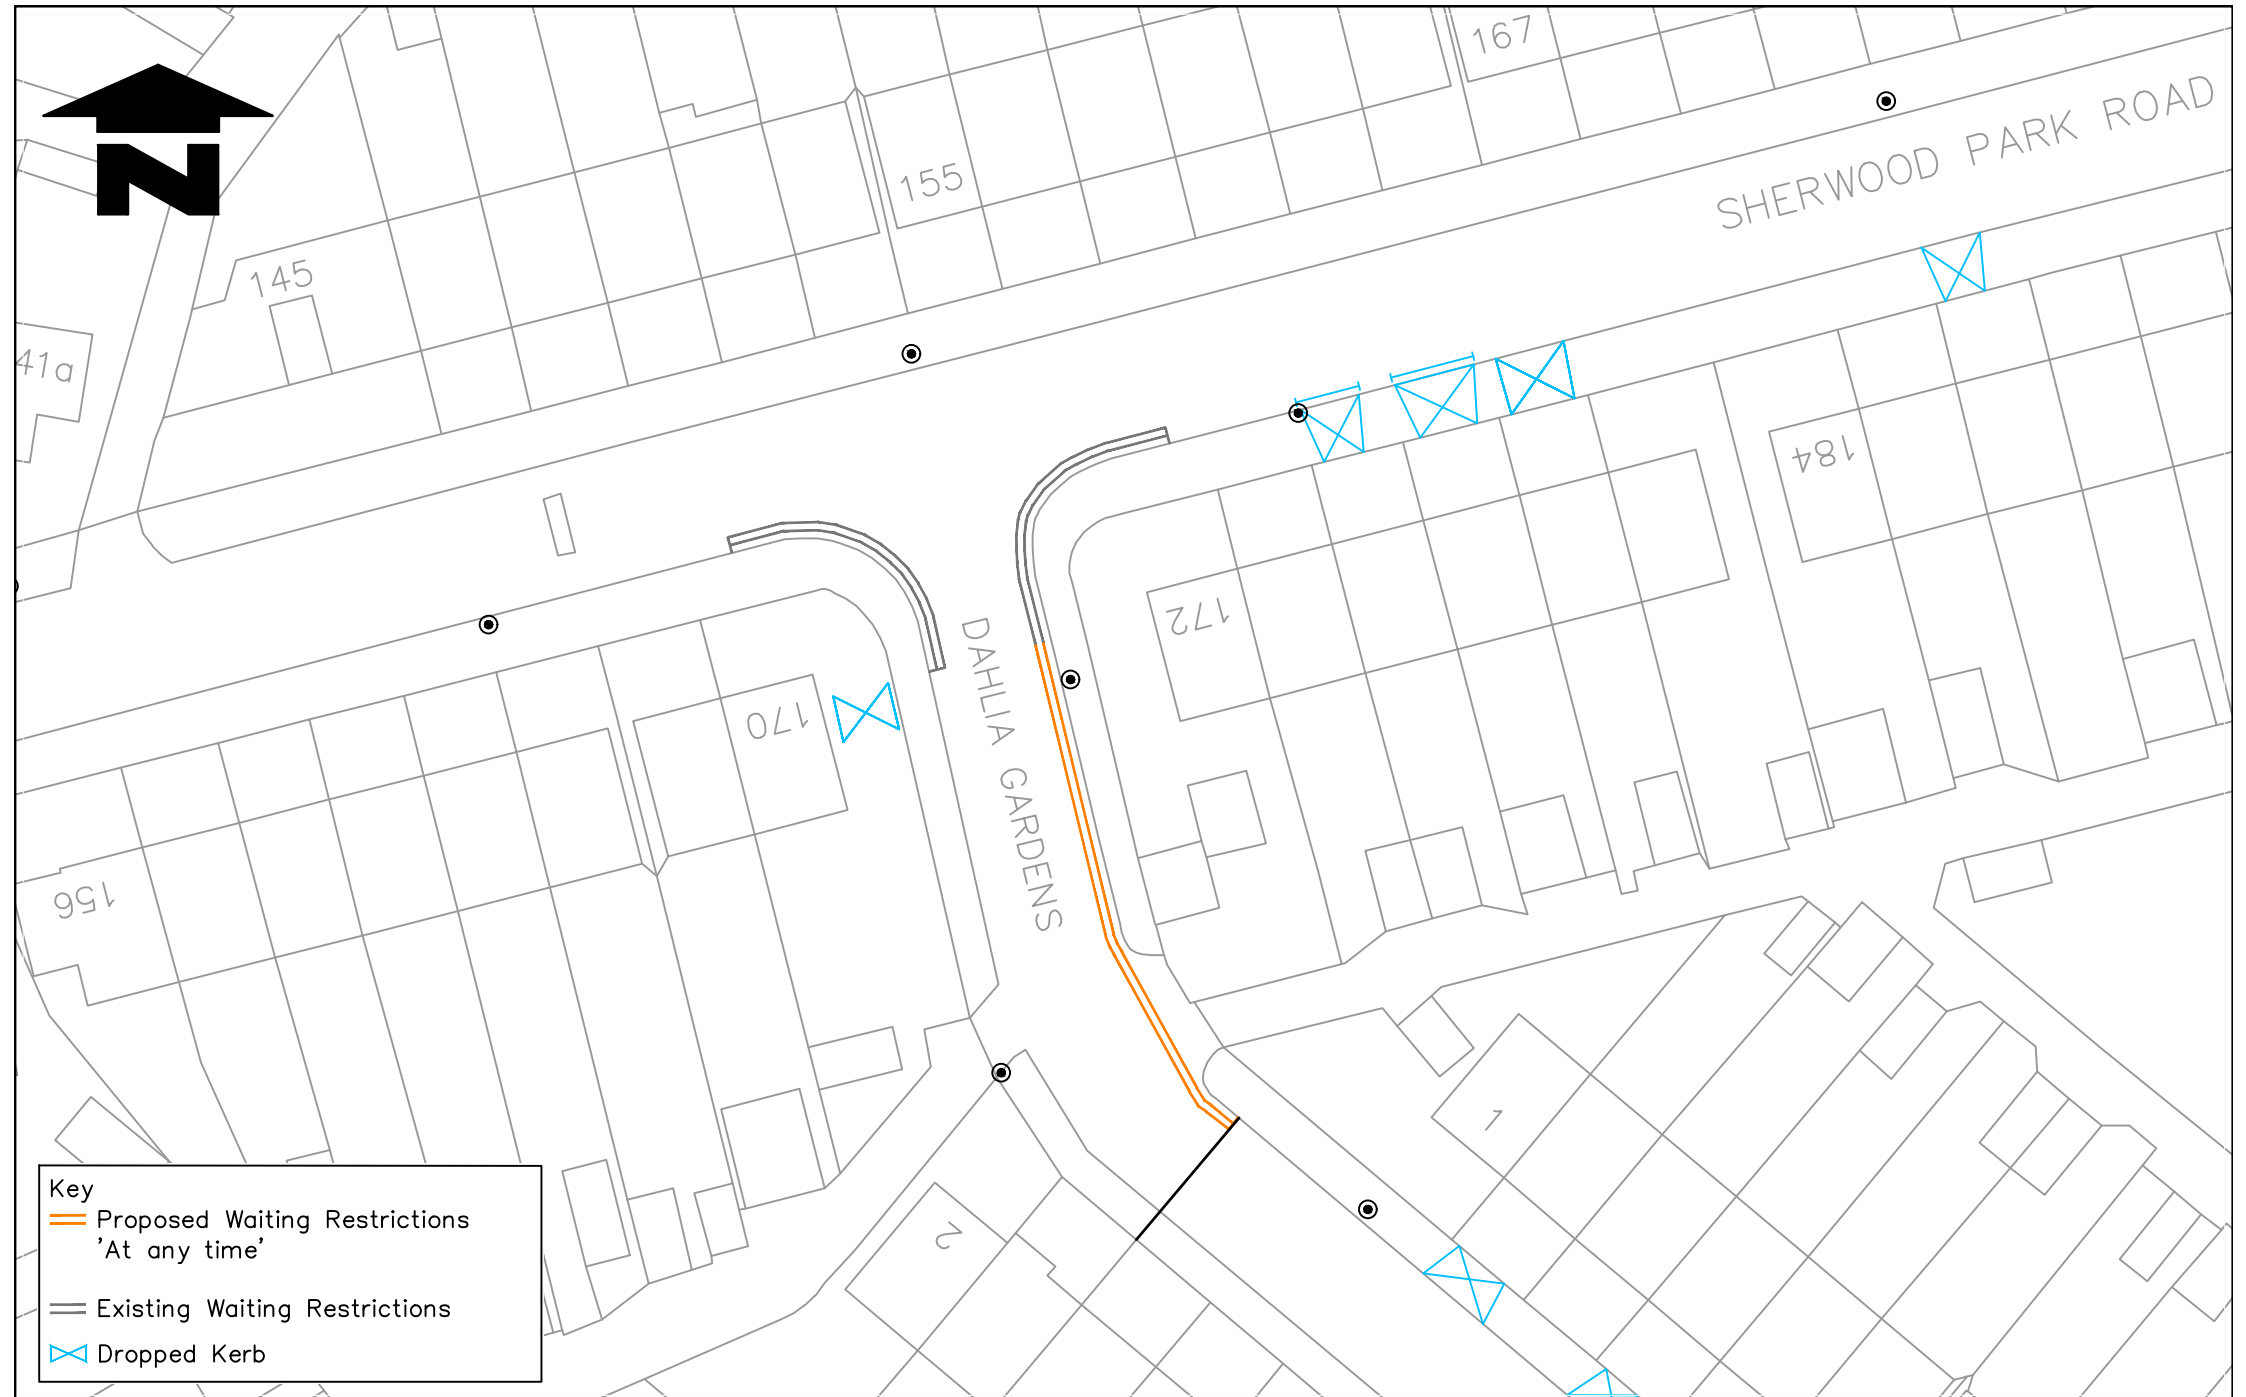 167
SHERWOOD PARK ROAD
155
N
145
41a
184
172
DAHLIA GARDENS
170
156
1
2
Key
Proposed Waiting Restrictions
'At any time'
Existing Waiting Restrictions
Dropped Kerb